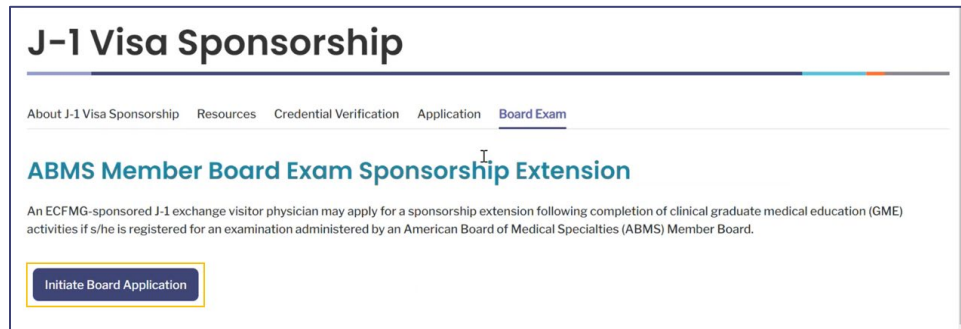 J-1 Visa Sponsorship
About J-1 Visa Sponsorship Resources Credential Verification Application Board Exam
ABMS Member Board Exam Sponsorship Extension
An ECFMG-sponsored J-1 exchange visitor physician may apply for a sponsorship extension following completion of clinical graduate medical education (GME)
activities if s/he is registered for an examination administered by an American Board of Medical Specialties (ABMS) Member Board.
Initiate Board Application